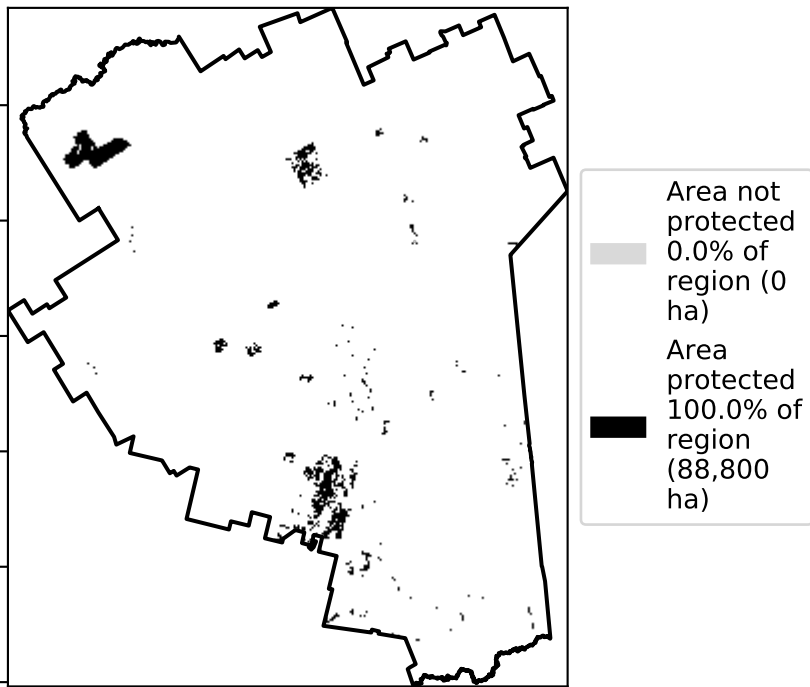 Area not
protected
0.0% of
region (0
ha)
Area
protected
100.0% of
region
(88,800
ha)